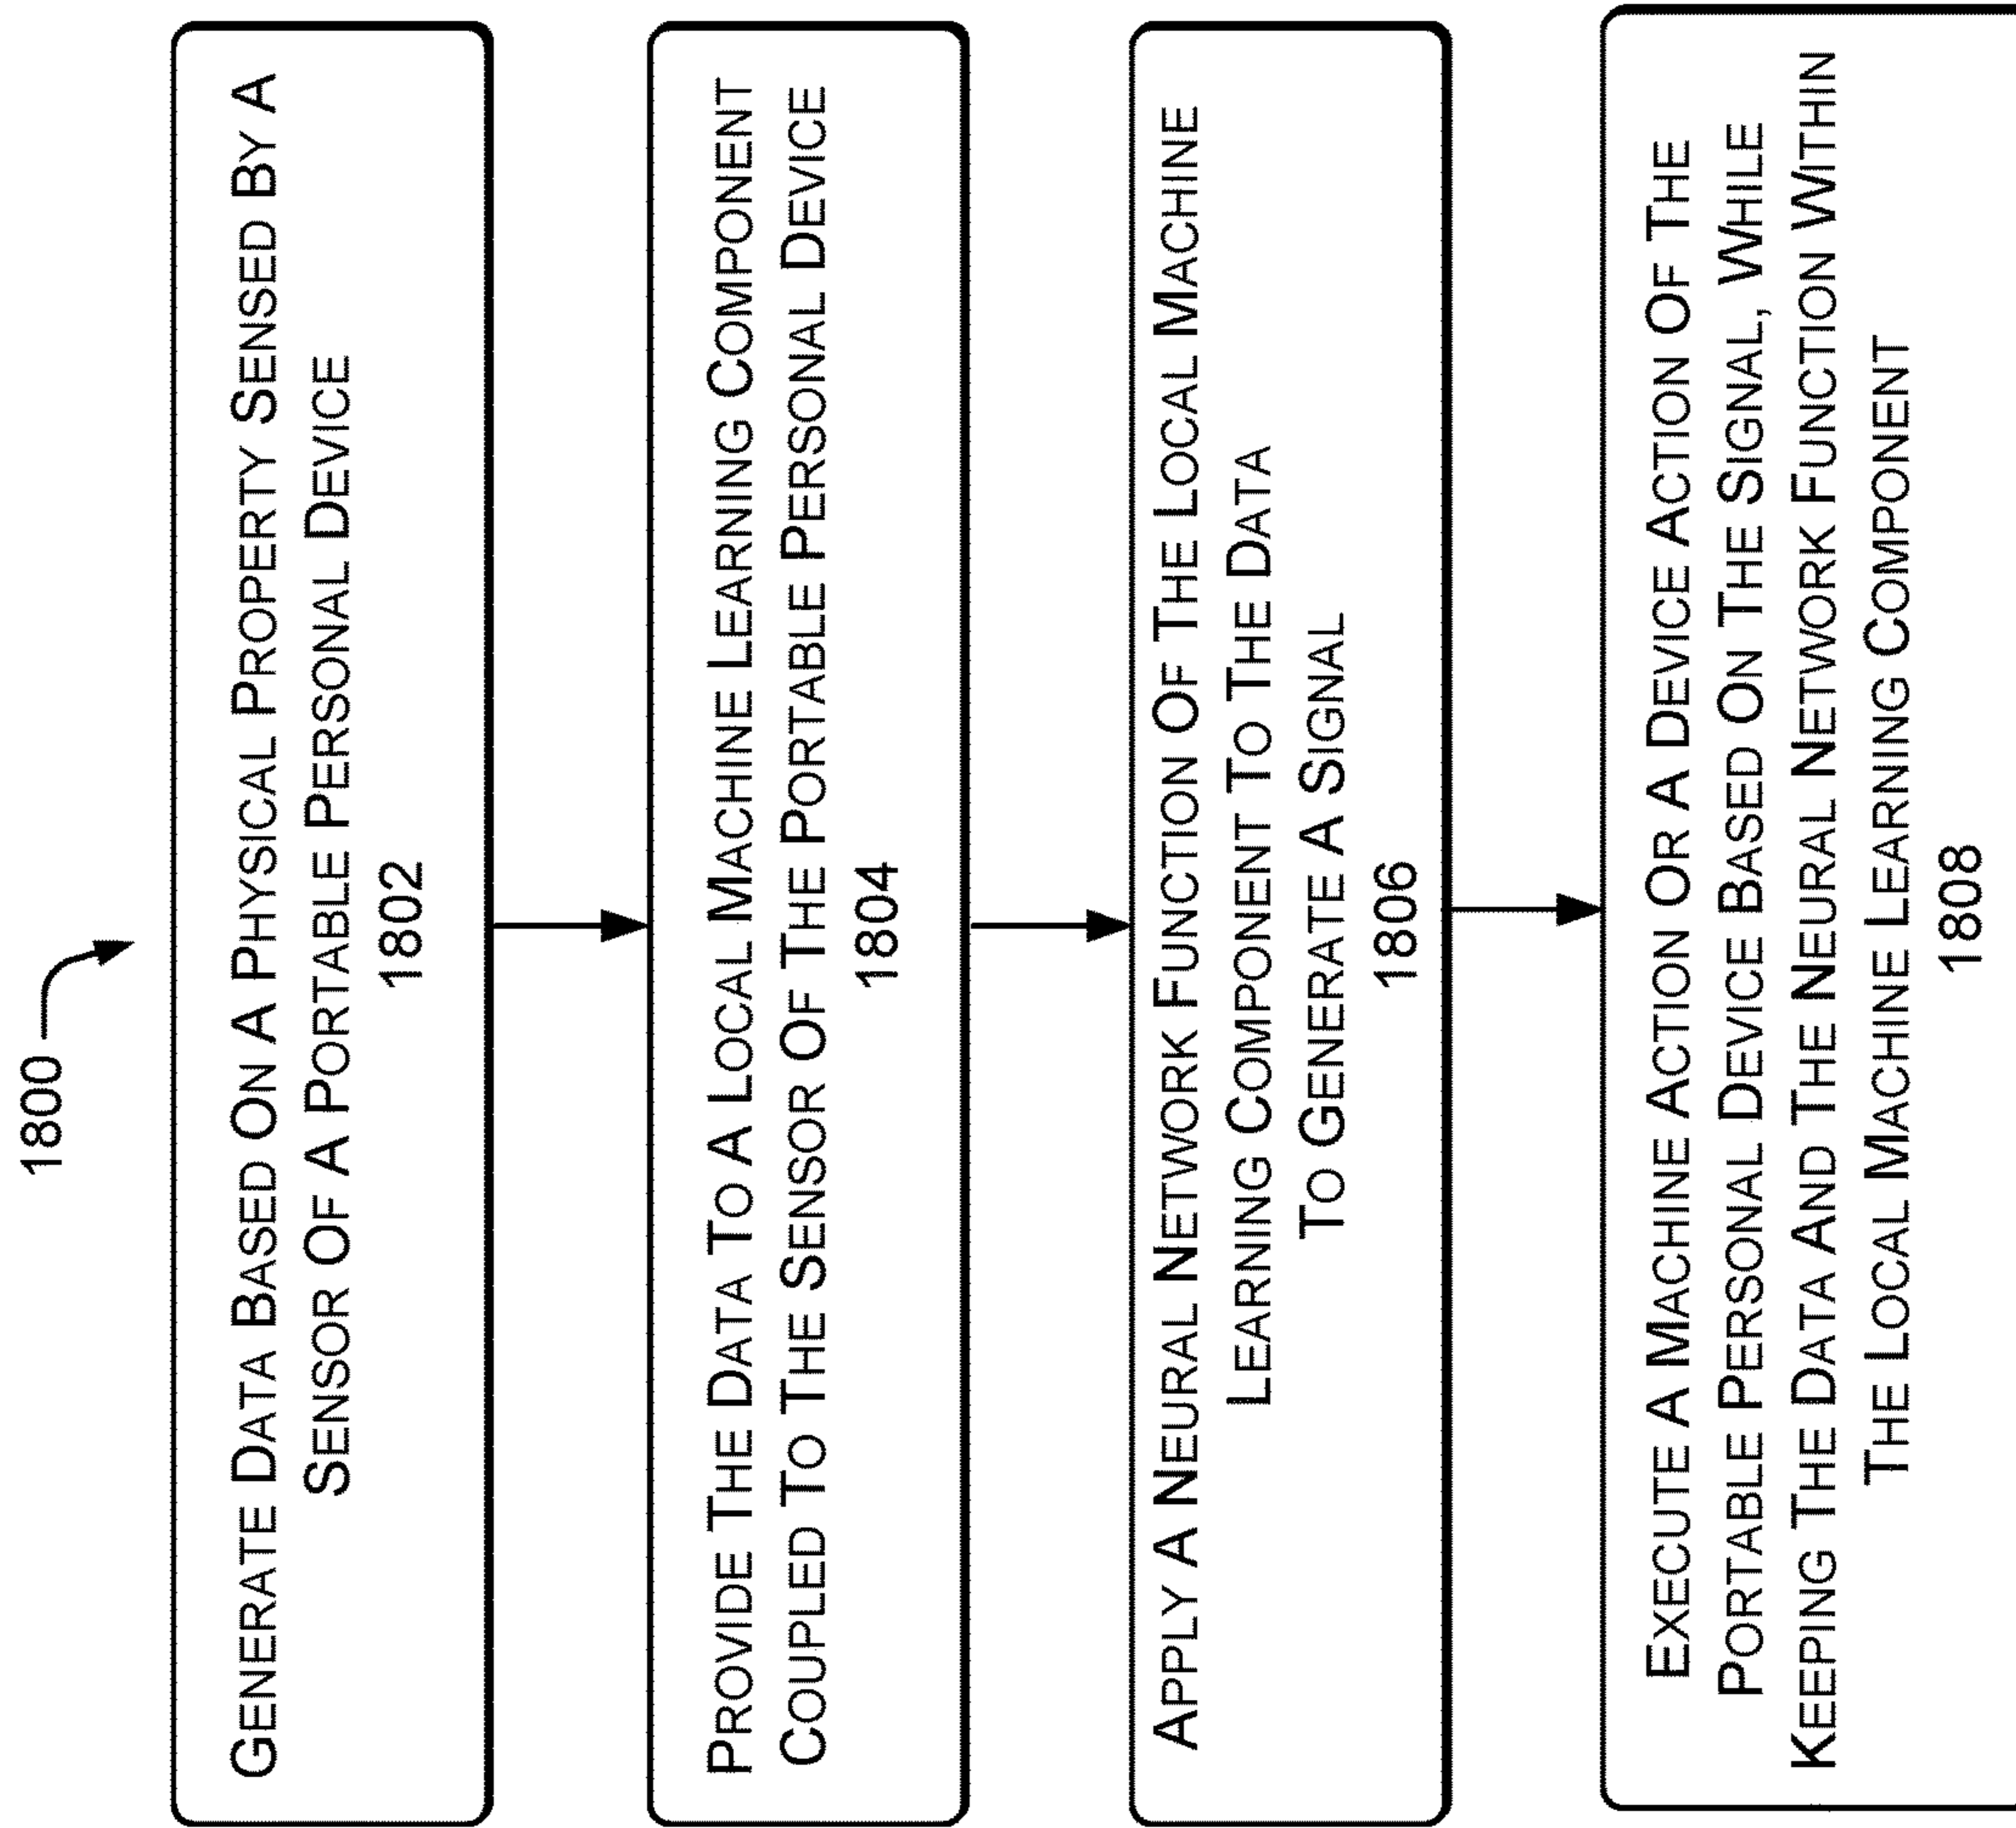 1800
Generate Data Based On A Physical Property Sensed By A
Sensor Of A Portable Personal Device
1802
Provide The Data To A Local Machine Learning Component
Coupled To The Sensor Of The Portable Personal Device
1804
Apply A Neural Network Function Of The Local Machine
Learning Component To The Data
To Generate A Signal
1806
Execute A Machine Action Or A Device Action Of The
Portable Personal Device Based On The Signal, While
Keeping The Data And The Neural Network Function Within
The Local Machine Learning Component
1808